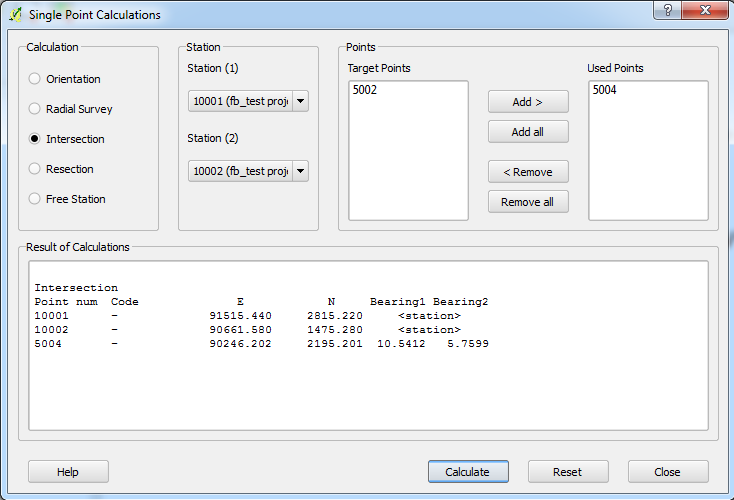 Single Point Calculations
Calculation
Orientation
Radial Survey
Intersection
Resection
Free Station
Station
Station (1)
10001 (fb_test proj
Station (2)
10002 (fb_test proj
Points
Target Points
5002
Add >
Add all
< Remove
Remove all
Used Points
5004
Result of Calculations
Intersection
Point num Code E N Bearing1 Bearing2
10001 - 91515.440 2815.220 <station>
10002 - 90661.580 1475.280 <station>
5004 - 90246.202 2195.201 10.5412 5.7599
Help
Calculate
Reset
Close